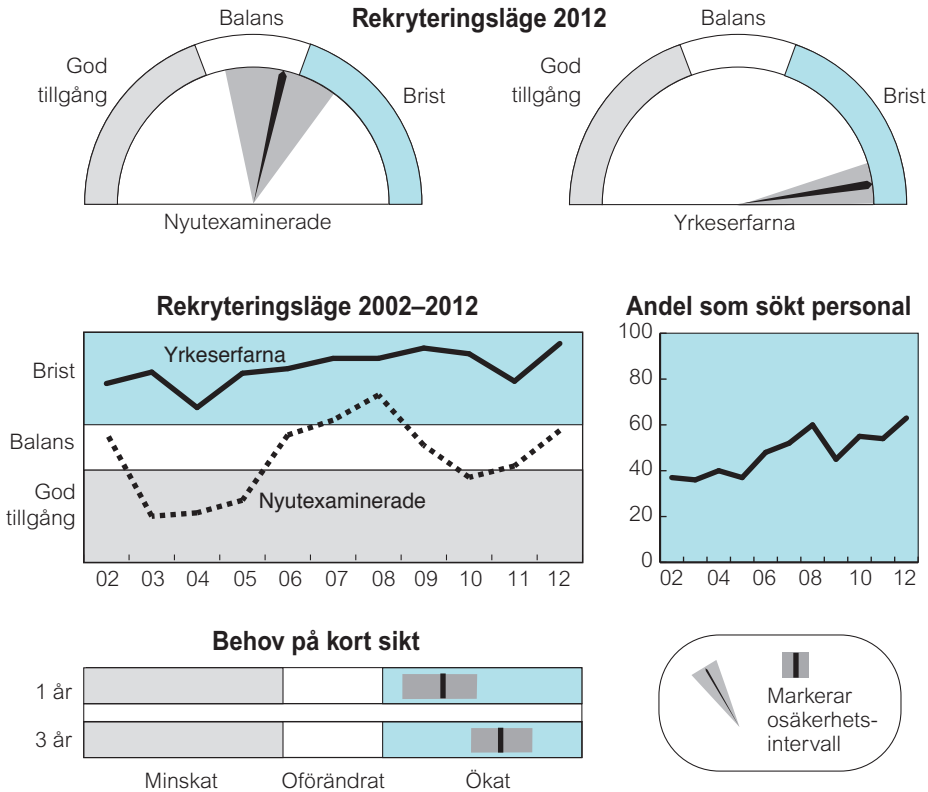 Rekryteringsläge 2012
Balans
God
tillgång
Brist
Nyutexaminerade
Balans
God
tillgång
Brist
Yrkeserfarna
Rekryteringsläge 2002–2012
Brist
Balans
God
tillgång
Yrkeserfarna
Nyutexaminerade
02 03 04 05 06 07 08 09 10 11 12
Andel som sökt personal
100
80
60
40
20
0
02 04 06 08 10 12
Behov på kort sikt
1 år
3 år
Minskat Oförändrat Ökat
Markerar
osäkerhets-
intervall